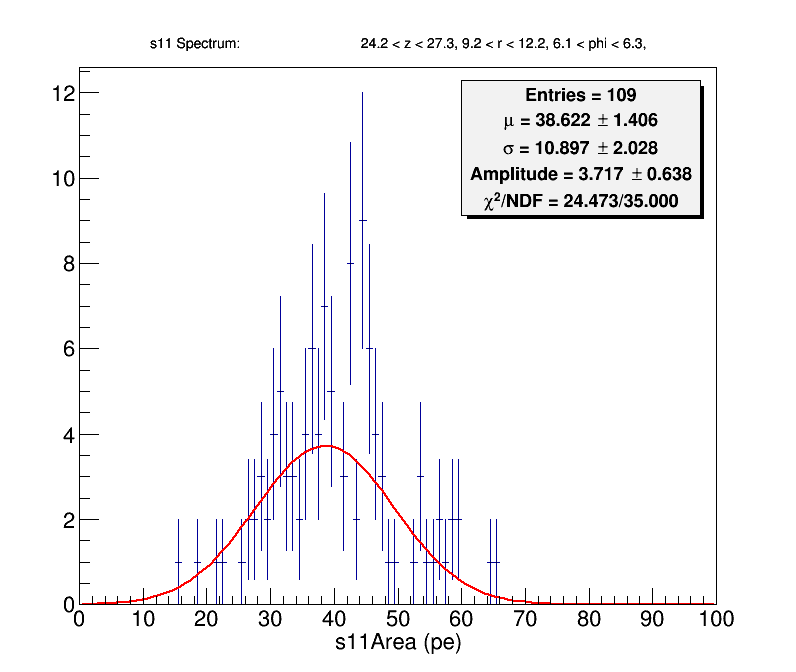 s11 Spectrum: 24.2 < z < 27.3, 9.2 < r < 12.2, 6.1 < phi < 6.3,
Entries = 109
μ = 38.622 ± 1.406
σ = 10.897 ± 2.028
Amplitude = 3.717 ± 0.638
χ²/NDF = 24.473/35.000
12
10
8
6
4
2
0
0 10 20 30 40 50 60 70 80 90 100
s11Area (pe)